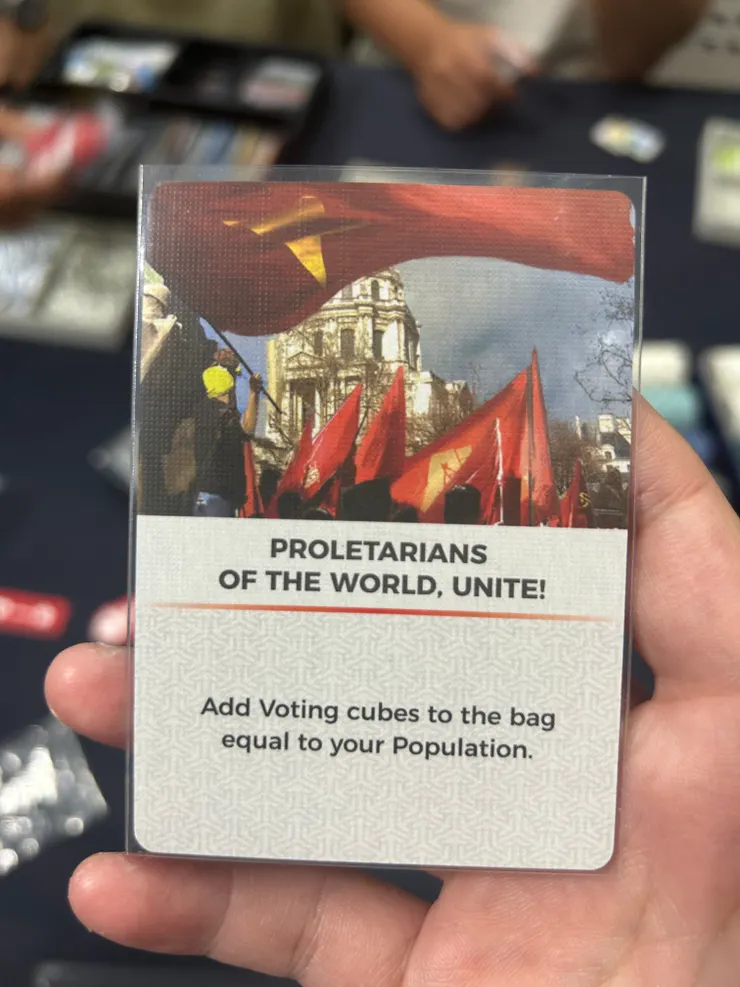 PROLETARIANS
OF THE WORLD, UNITE!
Add Voting cubes to the bag
equal to your Population.